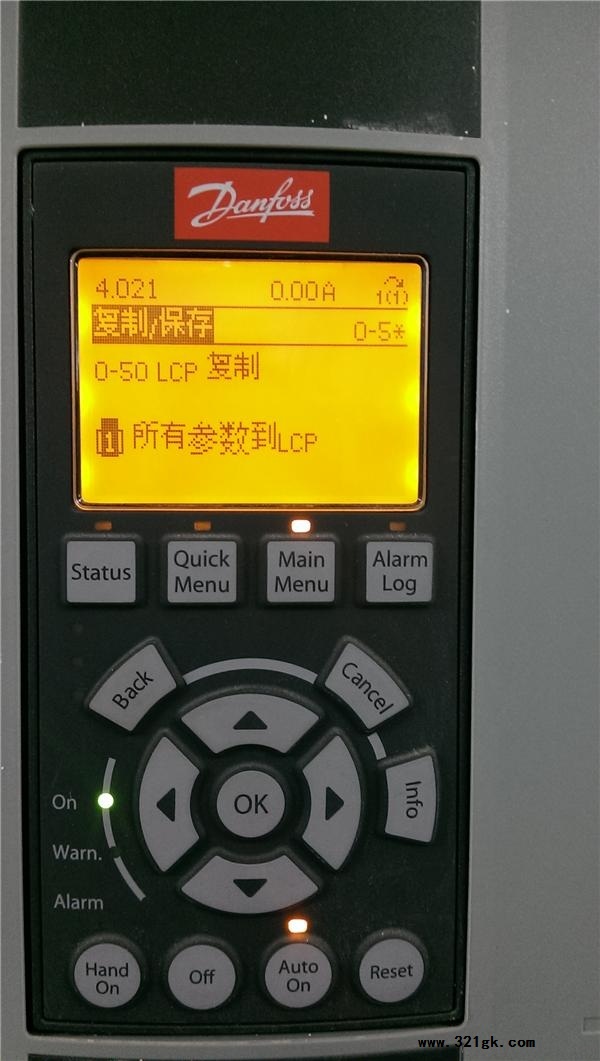 Danfoss
4.021 0.00A 1(1)
复制/保存 0-5*
0-50 LCP 复制
[1] 所有参数到LCP
Status Quick Menu Main Menu Alarm Log
Back Cancel
OK Info
On
Warn.
Alarm
Hand On Off Auto On Reset
www.321gk.com